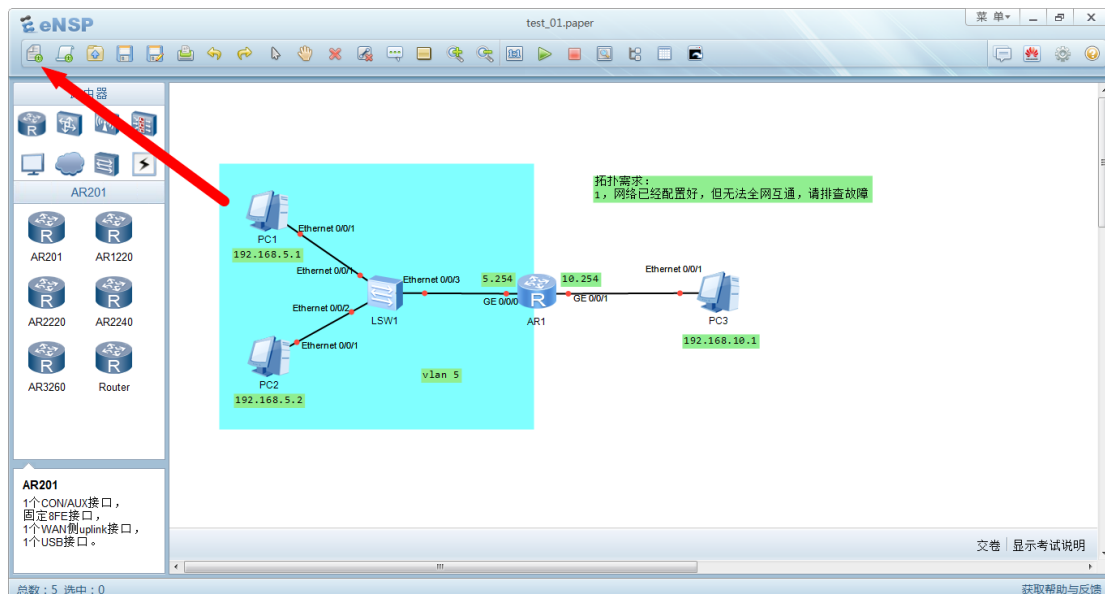 eNSP
test_01.paper
菜 单
由器
AR201
AR201
AR1220
AR2220
AR2240
AR3260
Router
AR201
1个CON/AUX接口，
固定8FE接口，
1个WAN侧uplink接口，
1个USB接口。
拓扑需求：
1，网络已经配置好，但无法全网互通，请排查故障
PC1
Ethernet 0/0/1
192.168.5.1
Ethernet 0/0/1
Ethernet 0/0/3
5.254
10.254
Ethernet 0/0/1
GE 0/0/0
GE 0/0/1
Ethernet 0/0/2
LSW1
AR1
PC3
192.168.10.1
Ethernet 0/0/1
PC2
vlan 5
192.168.5.2
交卷
显示考试说明
总数：5 选中：0
获取帮助与反馈